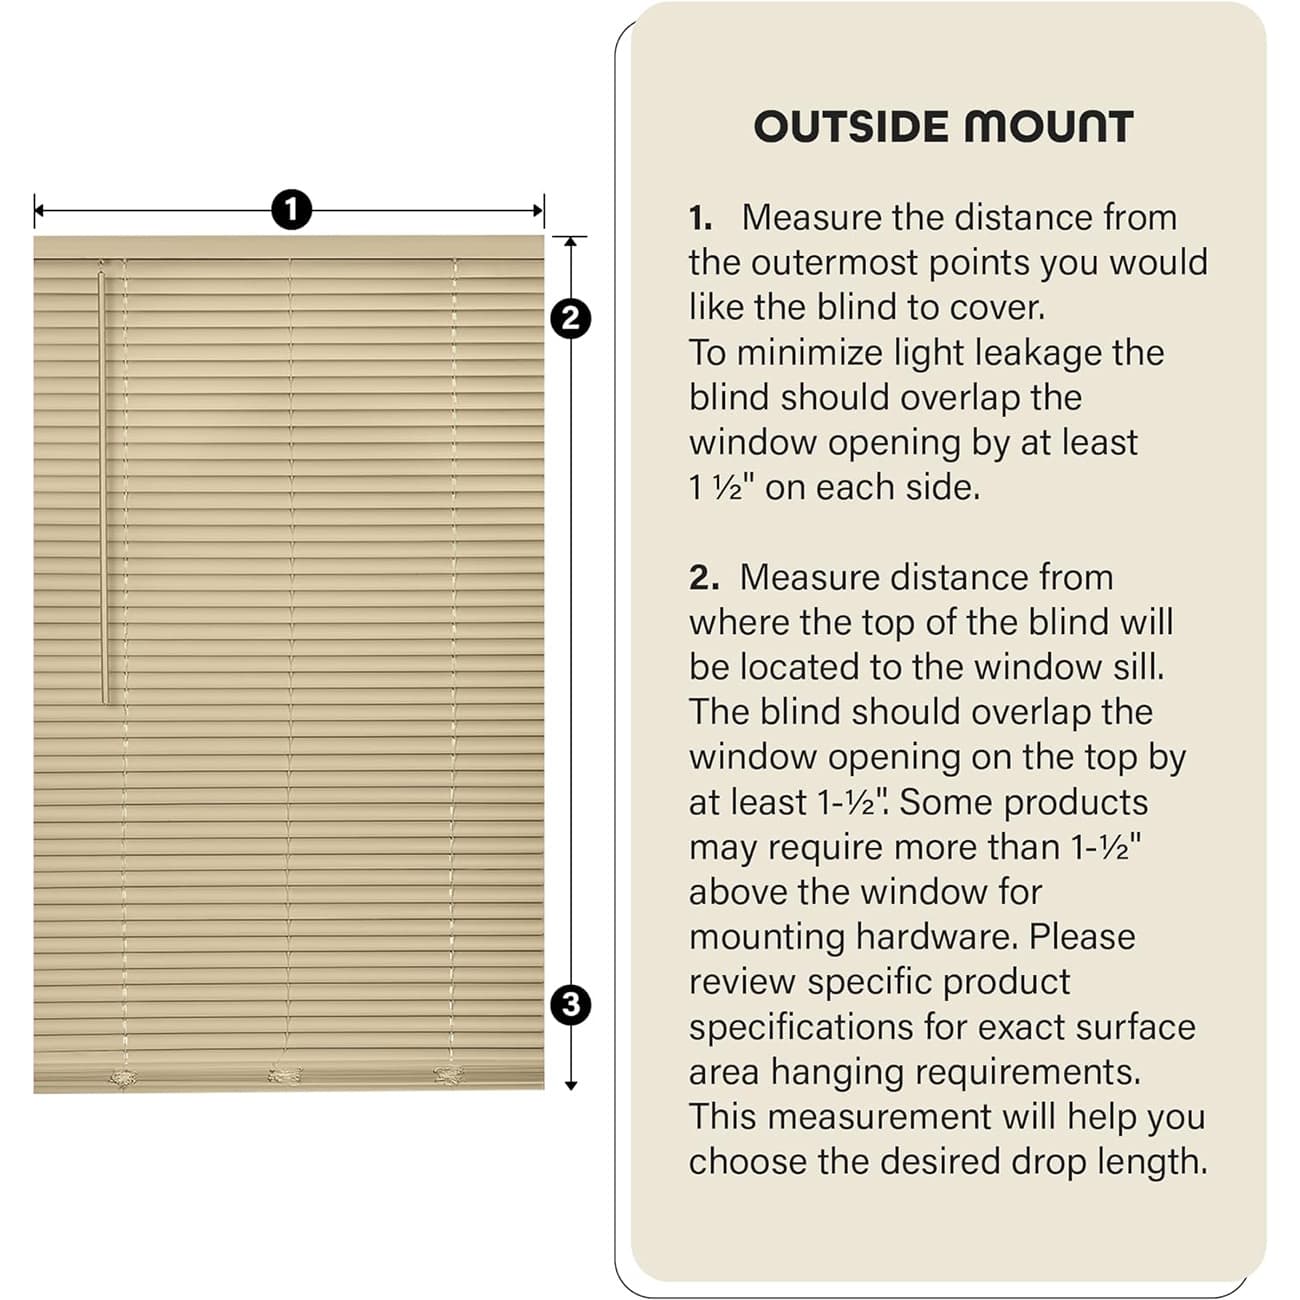 OUTSIDE MOUNT
1
2
3
1. Measure the distance from
the outermost points you would
like the blind to cover.
To minimize light leakage the
blind should overlap the
window opening by at least
1 ½" on each side.
2. Measure distance from
where the top of the blind will
be located to the window sill.
The blind should overlap the
window opening on the top by
at least 1-½". Some products
may require more than 1-½"
above the window for
mounting hardware. Please
review specific product
specifications for exact surface
area hanging requirements.
This measurement will help you
choose the desired drop length.